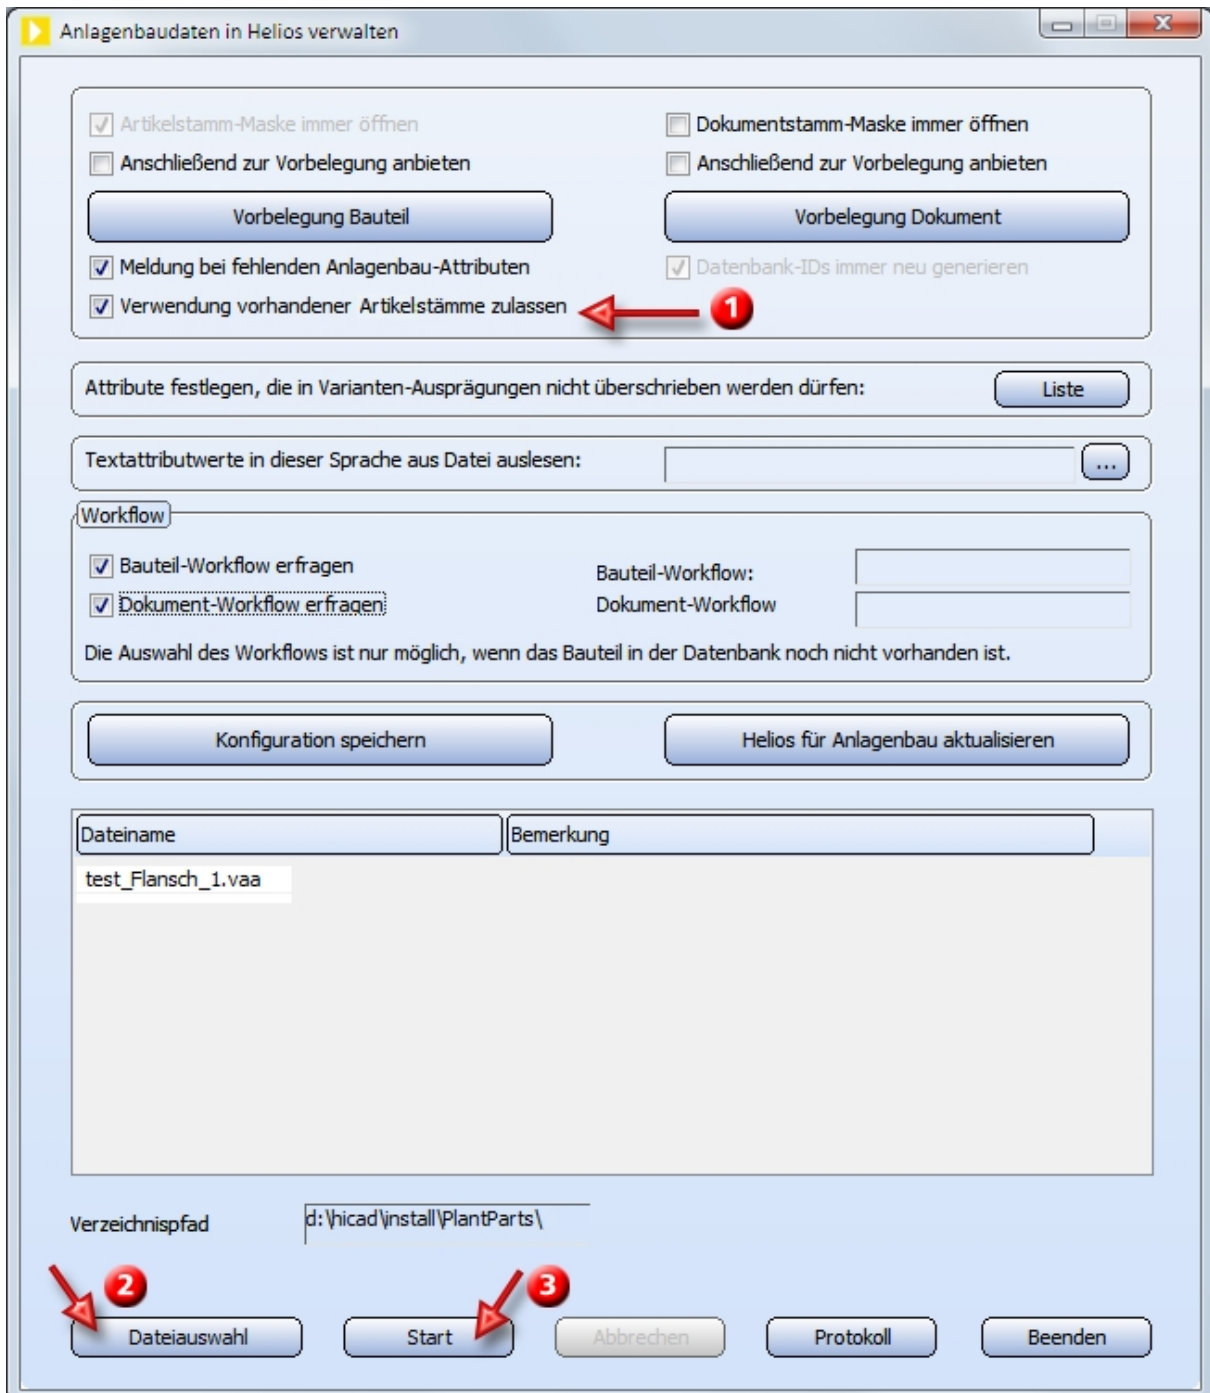 Anlagenbaudaten in Helios verwalten
Artikelstamm-Maske immer öffnen
Dokumentstamm-Maske immer öffnen
Anschließend zur Vorbelegung anbieten
Anschließend zur Vorbelegung anbieten
Vorbelegung Bauteil
Vorbelegung Dokument
Meldung bei fehlenden Anlagenbau-Attributen
Datenbank-IDs immer neu generieren
Verwendung vorhandener Artikelstämme zulassen
1
Attribute festlegen, die in Varianten-Ausprägungen nicht überschrieben werden dürfen:
Liste
Textattributwerte in dieser Sprache aus Datei auslesen:
...
Workflow
Bauteil-Workflow erfragen
Bauteil-Workflow:
Dokument-Workflow erfragen
Dokument-Workflow
Die Auswahl des Workflows ist nur möglich, wenn das Bauteil in der Datenbank noch nicht vorhanden ist.
Konfiguration speichern
Helios für Anlagenbau aktualisieren
Dateiname
Bemerkung
test_Flansch_1.vaa
Verzeichnispfad
d:\hicad\install\PlantParts\
2
3
Dateiauswahl
Start
Abbrechen
Protokoll
Beenden